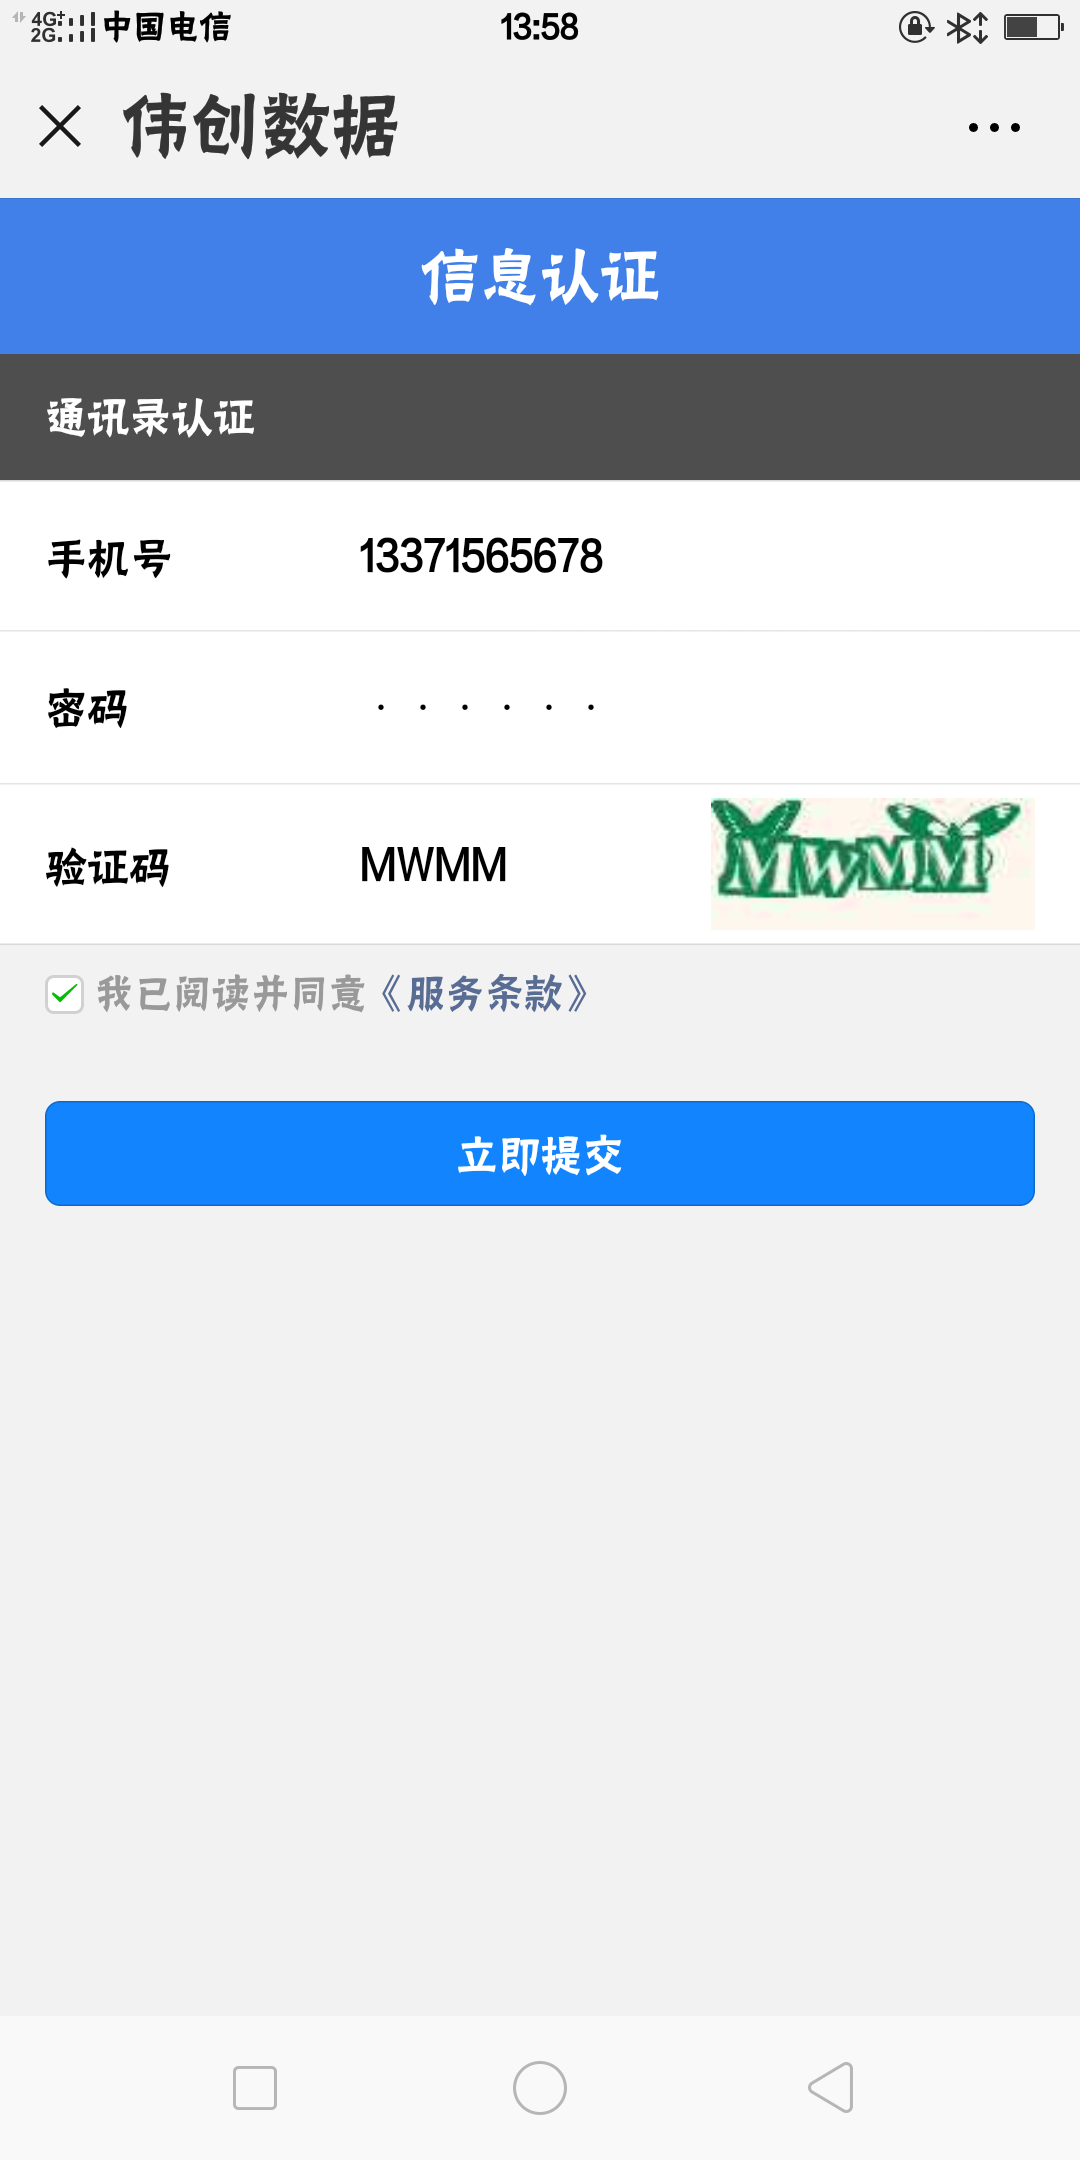 4G+ 中国电信 13:58
2G
伟创数据
信息认证
通讯录认证
手机号 13371565678
密码 ······
验证码 MWMM MWMM
我已阅读并同意《服务条款》
立即提交